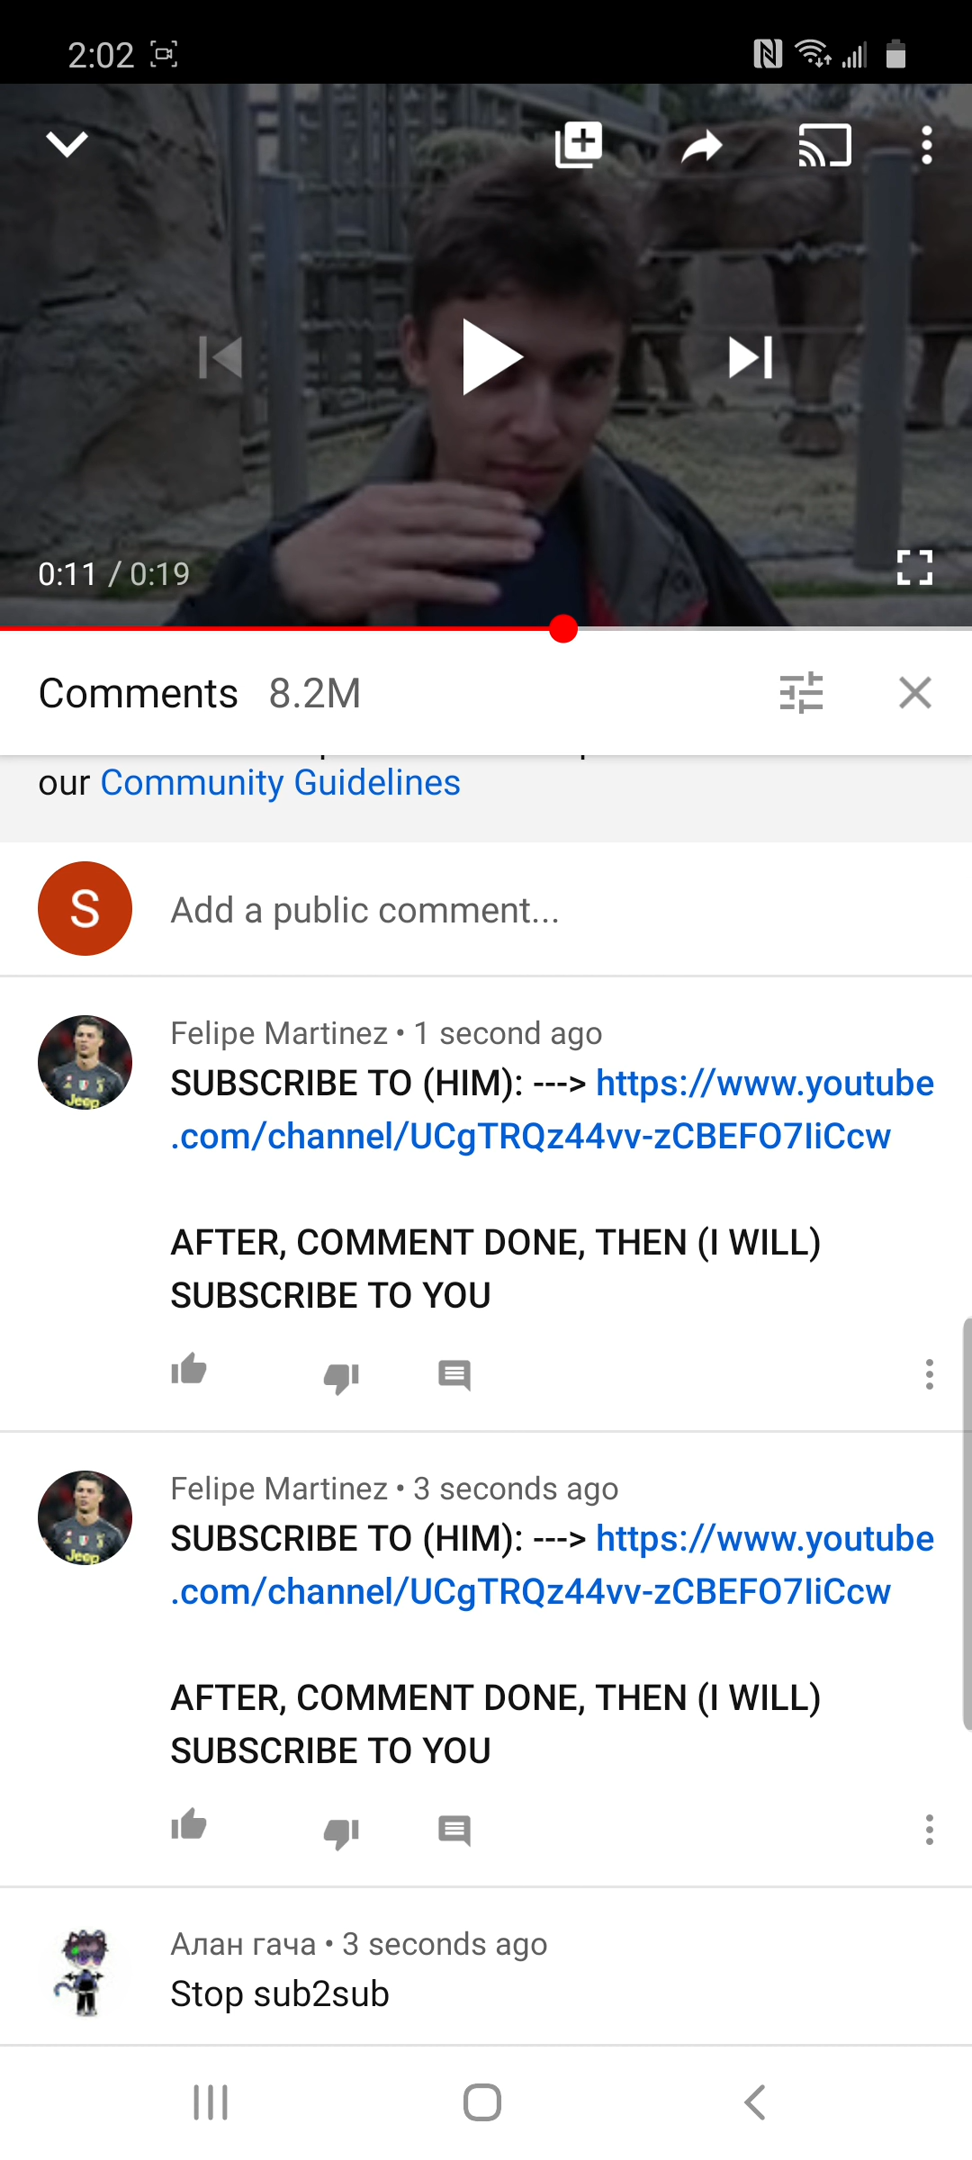 2:02
0:11 / 0:19
Comments 8.2M
our Community Guidelines
S
Add a public comment...
Felipe Martinez • 1 second ago
SUBSCRIBE TO (HIM): ---> https://www.youtube
.com/channel/UCgTRQz44vv-zCBEFO7IiCcw
AFTER, COMMENT DONE, THEN (I WILL)
SUBSCRIBE TO YOU
Jeep
Felipe Martinez • 3 seconds ago
SUBSCRIBE TO (HIM): ---> https://www.youtube
.com/channel/UCgTRQz44vv-zCBEFO7IiCcw
AFTER, COMMENT DONE, THEN (I WILL)
SUBSCRIBE TO YOU
Jeep
Алан гача • 3 seconds ago
Stop sub2sub